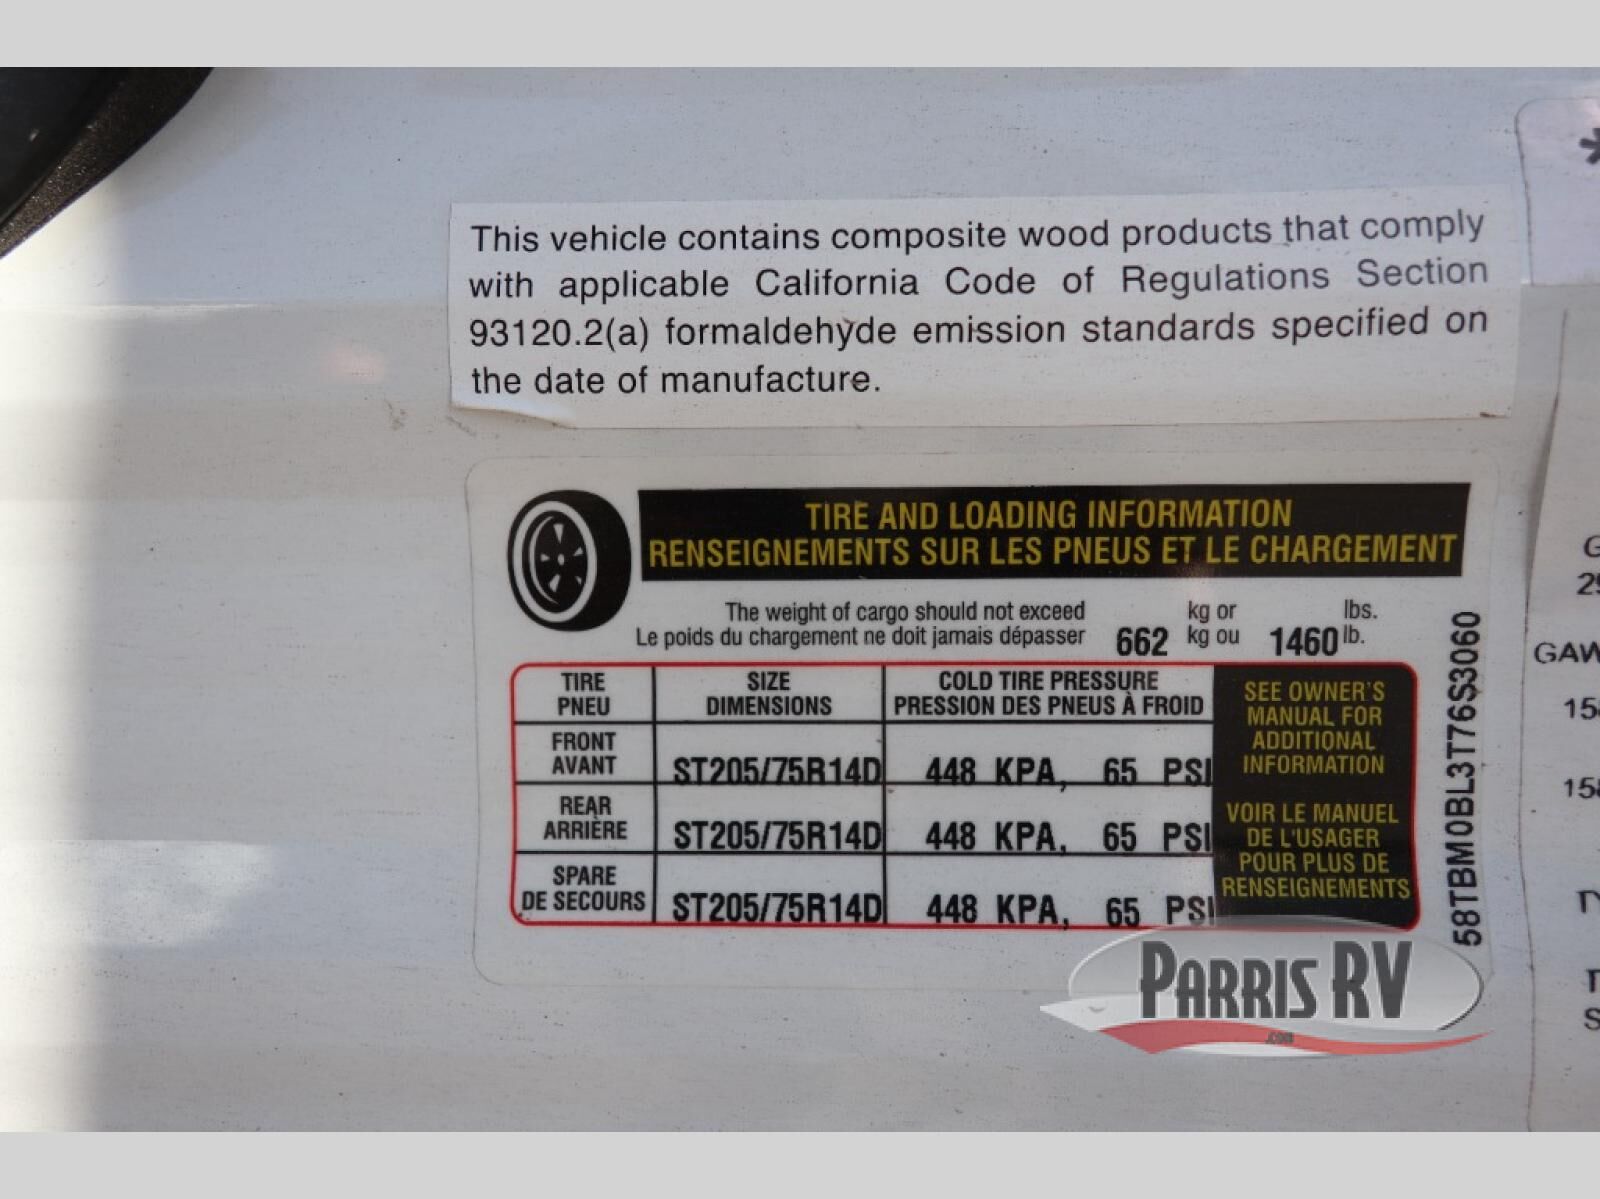 This vehicle contains composite wood products that comply
with applicable California Code of Regulations Section
93120.2(a) formaldehyde emission standards specified on
the date of manufacture.
TIRE AND LOADING INFORMATION
RENSEIGNEMENTS SUR LES PNEUS ET LE CHARGEMENT
The weight of cargo should not exceed kg or lbs.
Le poids du chargement ne doit jamais dépasser 662 kg ou 1460 lb.
TIRE SIZE COLD TIRE PRESSURE
PNEU DIMENSIONS PRESSION DES PNEUS À FROID
FRONT
AVANT ST205/75R14D 448 KPA, 65 PSI
REAR
ARRIÈRE ST205/75R14D 448 KPA, 65 PSI
SPARE
DE SECOURS ST205/75R14D 448 KPA, 65 PSI
SEE OWNER'S
MANUAL FOR
ADDITIONAL
INFORMATION
VOIR LE MANUEL
DE L'USAGER
POUR PLUS DE
RENSEIGNEMENTS
58TBM0BL3T76S3060
GAW
PARRIS RV
.COM